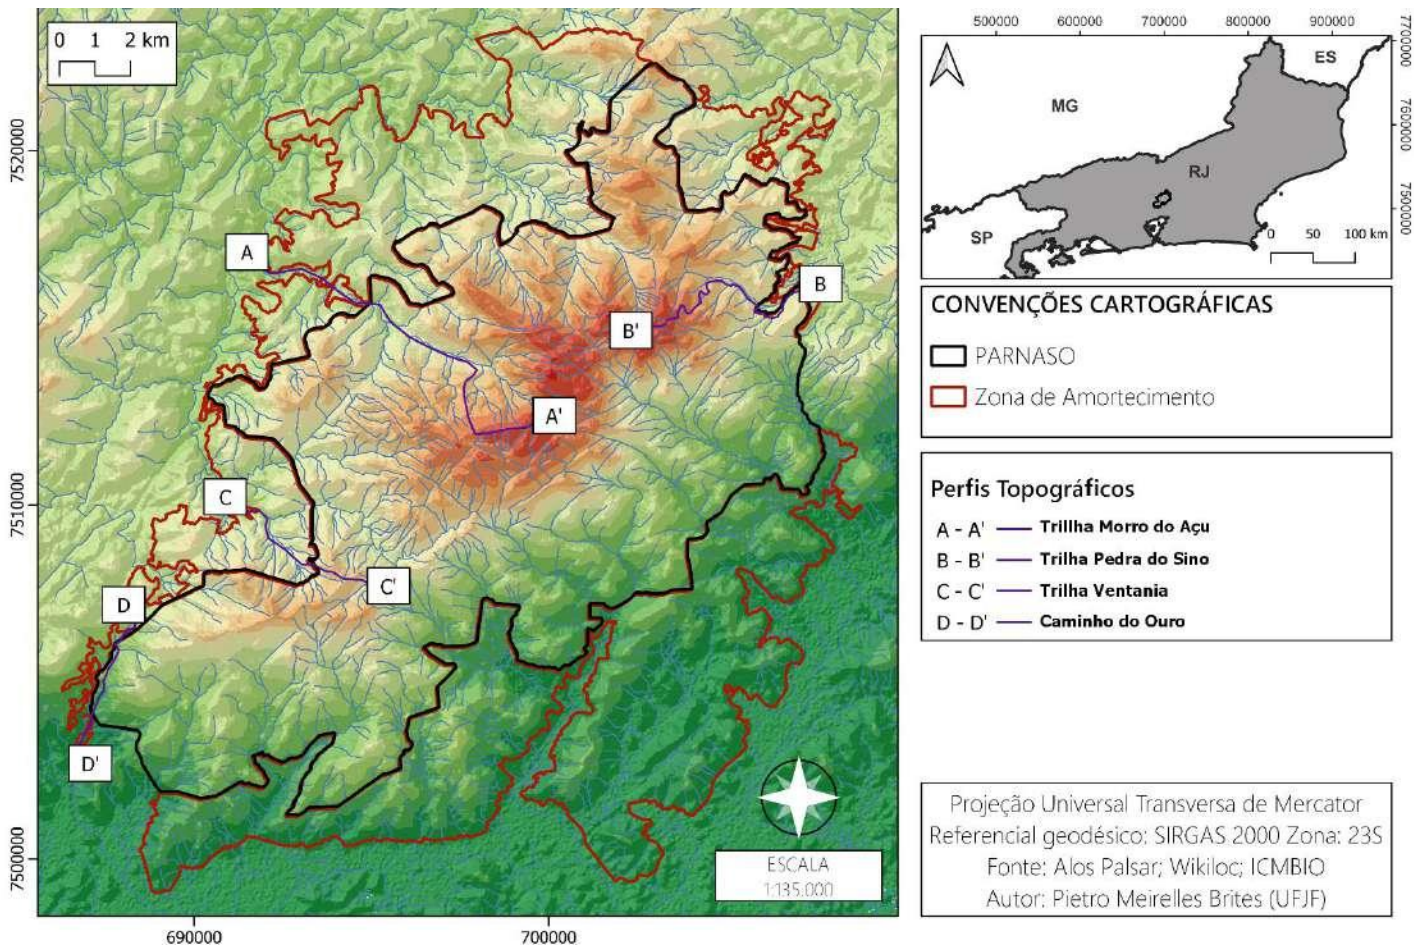 0 1 2 km
7520000
7510000
7500000
690000
700000
A
B
B'
A'
C
C'
D
D'
ESCALA
1:135.000
500000 600000 700000 800000 900000
7700000
7600000
7500000
ES
MG
RJ
SP
0 50 100 km
CONVENÇÕES CARTOGRÁFICAS
PARNASO
Zona de Amortecimento
Perfis Topográficos
A - A' Trillha Morro do Açu
B - B' Trilha Pedra do Sino
C - C' Trilha Ventania
D - D' Caminho do Ouro
Projeção Universal Transversa de Mercator
Referencial geodésico: SIRGAS 2000 Zona: 23S
Fonte: Alos Palsar; Wikiloc; ICMBIO
Autor: Pietro Meirelles Brites (UFJF)